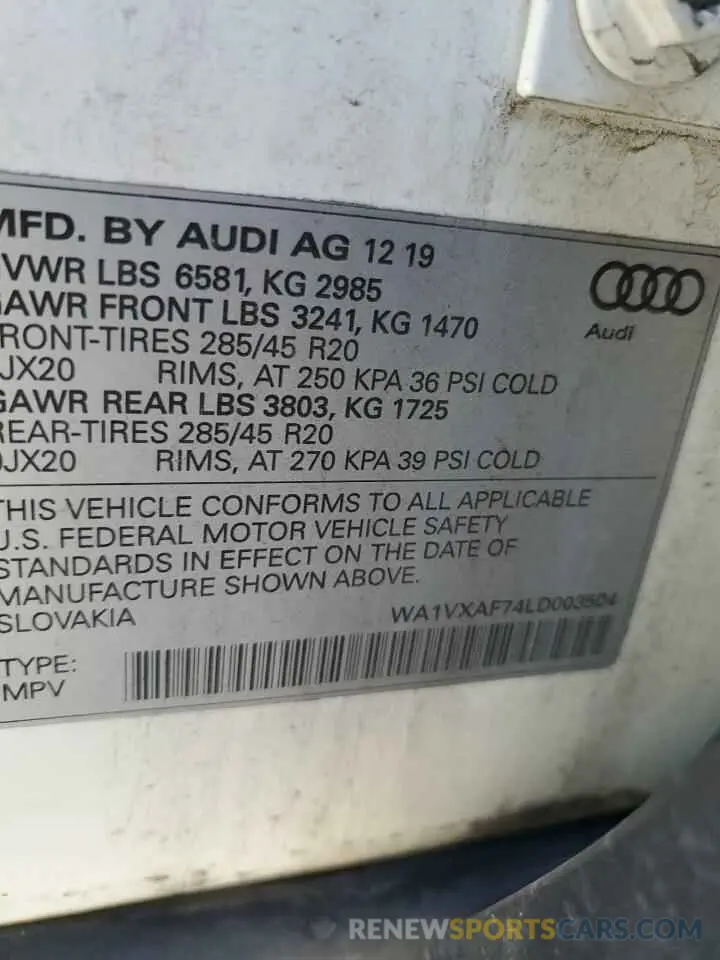 MFD. BY AUDI AG 12 19
VWR LBS 6581, KG 2985
GAWR FRONT LBS 3241, KG 1470
FRONT-TIRES 285/45 R20
JX20 RIMS, AT 250 KPA 36 PSI COLD
GAWR REAR LBS 3803, KG 1725
REAR-TIRES 285/45 R20
JX20 RIMS, AT 270 KPA 39 PSI COLD
Audi
THIS VEHICLE CONFORMS TO ALL APPLICABLE
U.S. FEDERAL MOTOR VEHICLE SAFETY
STANDARDS IN EFFECT ON THE DATE OF
MANUFACTURE SHOWN ABOVE.
SLOVAKIA WA1VXAF74LD003504
TYPE:
MPV
RENEWSPORTSCARS.COM